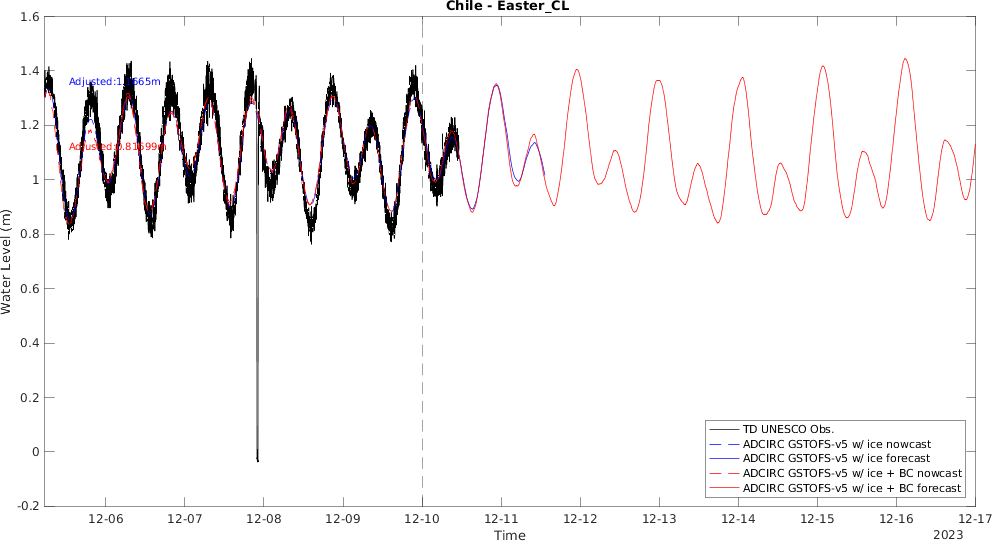 Chile - Easter_CL
1.6
1.4
1.2
1
0.8
0.6
0.4
0.2
0
-0.2
Water Level (m)
Adjusted:0.81599m
TD UNESCO Obs.
ADCIRC GSTOFS-v5 w/ ice nowcast
ADCIRC GSTOFS-v5 w/ ice forecast
ADCIRC GSTOFS-v5 w/ ice + BC nowcast
ADCIRC GSTOFS-v5 w/ ice + BC forecast
12-06 12-07 12-08 12-09 12-10 12-11 12-12 12-13 12-14 12-15 12-16 12-17
Time
2023